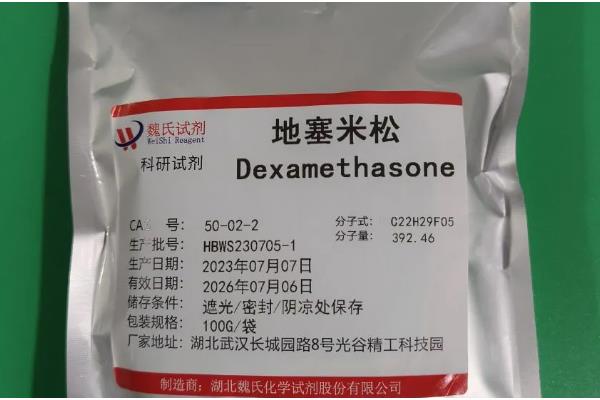 魏氏试剂
WeiShi Reagent
科研试剂
地塞米松
Dexamethasone
CAS 号: 50-02-2
分子式: C22H29FO5
生产批号: HBWS230705-1
分子量: 392.46
生产日期: 2023年07月07日
有效日期: 2026年07月06日
储存条件: 遮光/密封/阴凉处保存
包装规格: 100G/袋
厂家地址: 湖北武汉长城园路8号光谷精工科技园
制造商: 湖北魏氏化学试剂股份有限公司